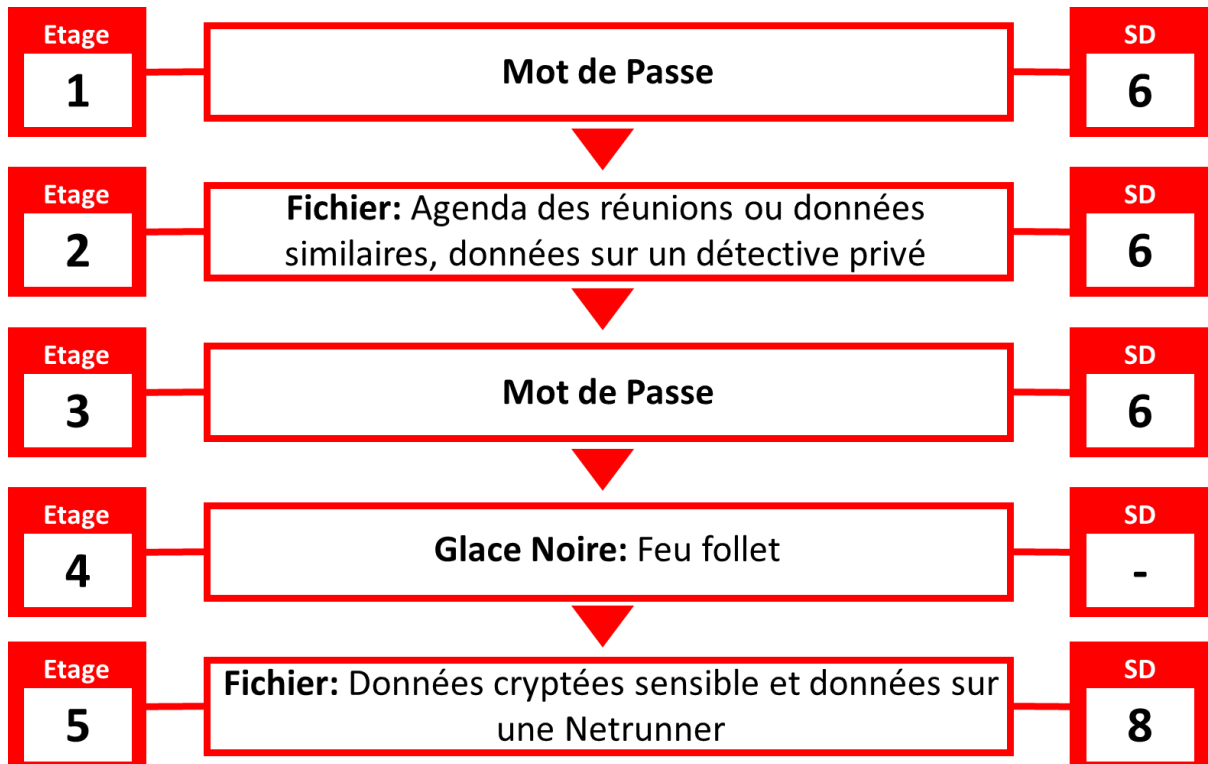 Etage
1
Mot de Passe
SD
6
Etage
2
Fichier: Agenda des réunions ou données
similaires, données sur un détective privé
SD
6
Etage
3
Mot de Passe
SD
6
Etage
4
Glace Noire: Feu follet
SD
-
Etage
5
Fichier: Données cryptées sensible et données sur
une Netrunner
SD
8